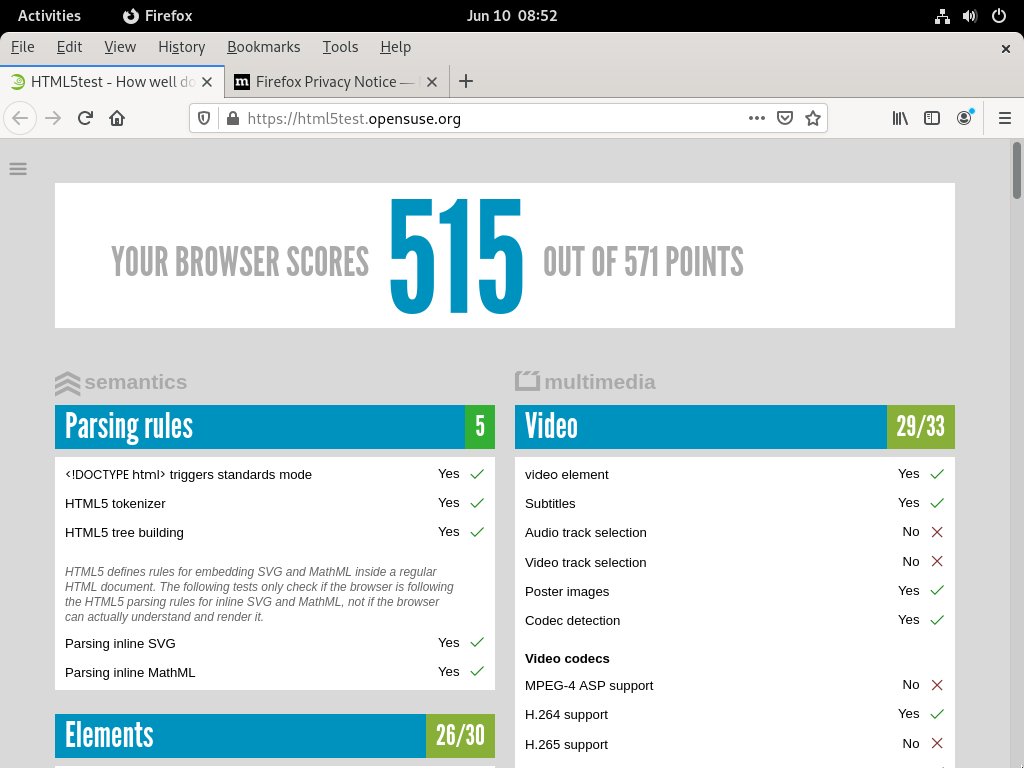 Activities
Firefox
Jun 10 08:52
File Edit View History Bookmarks Tools Help
HTML5test - How well do
Firefox Privacy Notice —
https://html5test.opensuse.org
YOUR BROWSER SCORES 515 OUT OF 571 POINTS
semantics
Parsing rules 5
<!DOCTYPE html> triggers standards mode Yes
HTML5 tokenizer Yes
HTML5 tree building Yes
HTML5 defines rules for embedding SVG and MathML inside a regular
HTML document. The following tests only check if the browser is following
the HTML5 parsing rules for inline SVG and MathML, not if the browser
can actually understand and render it.
Parsing inline SVG Yes
Parsing inline MathML Yes
Elements 26/30
multimedia
Video 29/33
video element Yes
Subtitles Yes
Audio track selection No
Video track selection No
Poster images Yes
Codec detection Yes
Video codecs
MPEG-4 ASP support No
H.264 support Yes
H.265 support No